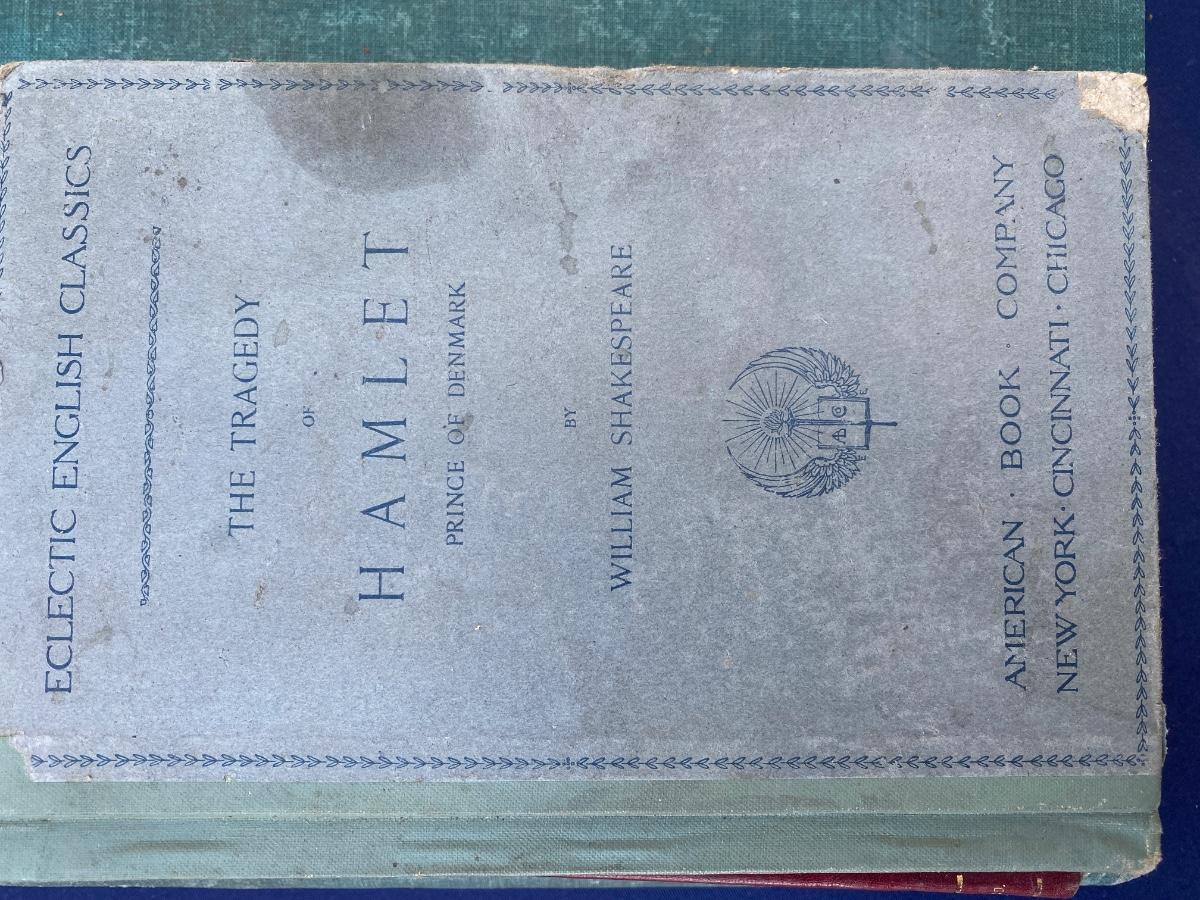 ECLECTIC ENGLISH CLASSICS
THE TRAGEDY
OF
HAMLET
PRINCE OF DENMARK
BY
WILLIAM SHAKESPEARE
AMERICAN · BOOK · COMPANY
NEW YORK · CINCINNATI · CHICAGO